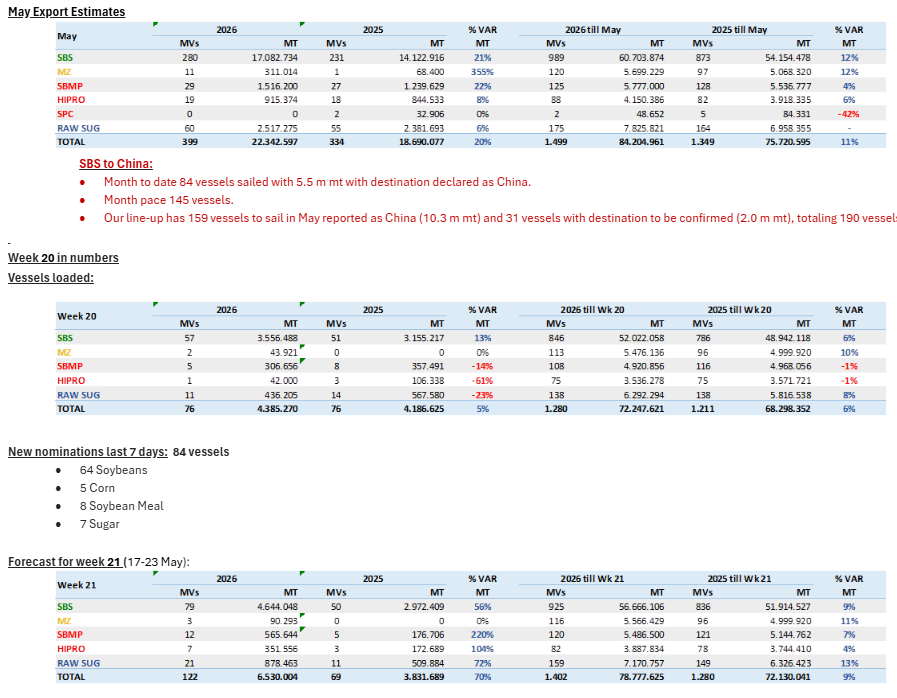 May Export Estimates
May 2026 2025 % VAR 2026 till May 2025 till May % VAR
MVs MT MVs MT MT MVs MT MVs MT MT
SBS 280 17.082.734 231 14.122.916 21% 989 60.703.874 873 54.154.478 12%
MZ 11 311.014 1 68.400 355% 120 5.699.229 97 5.068.320 12%
SBMP 29 1.516.200 27 1.239.629 22% 125 5.777.000 128 5.536.777 4%
HIPRO 19 915.374 18 844.533 8% 88 4.150.386 82 3.918.335 6%
SPC 0 0 2 32.906 0% 2 48.652 5 84.331 -42%
RAW SUG 60 2.517.275 55 2.381.693 6% 175 7.825.821 164 6.958.355 -
TOTAL 399 22.342.597 334 18.690.077 20% 1.499 84.204.961 1.349 75.720.595 11%
SBS to China:
• Month to date 84 vessels sailed with 5.5 m mt with destination declared as China.
• Month pace 145 vessels.
• Our line-up has 159 vessels to sail in May reported as China (10.3 m mt) and 31 vessels with destination to be confirmed (2.0 m mt), totaling 190 vessels
Week 20 in numbers
Vessels loaded:
Week 20 2026 2025 % VAR 2026 till Wk 20 2025 till Wk 20 % VAR
MVs MT MVs MT MT MVs MT MVs MT MT
SBS 57 3.556.488 51 3.155.217 13% 846 52.022.058 786 48.942.118 6%
MZ 2 43.921 0 0 0% 113 5.476.136 96 4.999.920 10%
SBMP 5 306.656 8 357.491 -14% 108 4.920.856 116 4.968.056 -1%
HIPRO 1 42.000 3 106.338 -61% 75 3.536.278 75 3.571.721 -1%
RAW SUG 11 436.205 14 567.580 -23% 138 6.292.294 138 5.816.538 8%
TOTAL 76 4.385.270 76 4.186.625 5% 1.280 72.247.621 1.211 68.298.352 6%
New nominations last 7 days: 84 vessels
• 64 Soybeans
• 5 Corn
• 8 Soybean Meal
• 7 Sugar
Forecast for week 21 (17-23 May):
Week 21 2026 2025 % VAR 2026 till Wk 21 2025 till Wk 21 % VAR
MVs MT MVs MT MT MVs MT MVs MT MT
SBS 79 4.644.048 50 2.972.409 56% 925 56.666.106 836 51.914.527 9%
MZ 3 90.293 0 0 0% 116 5.566.429 96 4.999.920 11%
SBMP 12 565.644 5 176.706 220% 120 5.486.500 121 5.144.762 7%
HIPRO 7 351.556 3 172.689 104% 82 3.887.834 78 3.744.410 4%
RAW SUG 21 878.463 11 509.884 72% 159 7.170.757 149 6.326.423 13%
TOTAL 122 6.530.004 69 3.831.689 70% 1.402 78.777.625 1.280 72.130.041 9%